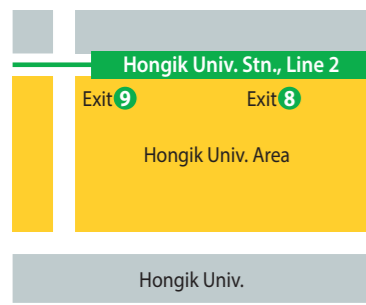 Hongik Univ. Stn., Line 2
Exit 9 Exit 8
Hongik Univ. Area
Hongik Univ.